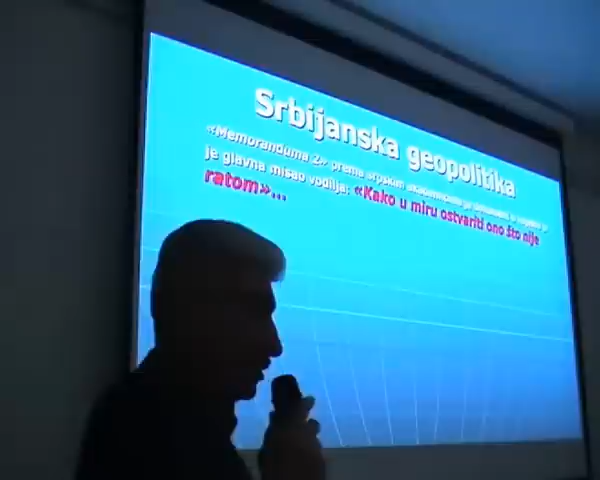 Srbijanska geopolitika
«Memoranduma 2» prema srpskim
je glavna misao vodilja: «Kako u miru ostvariti ono što nije
ratom»...